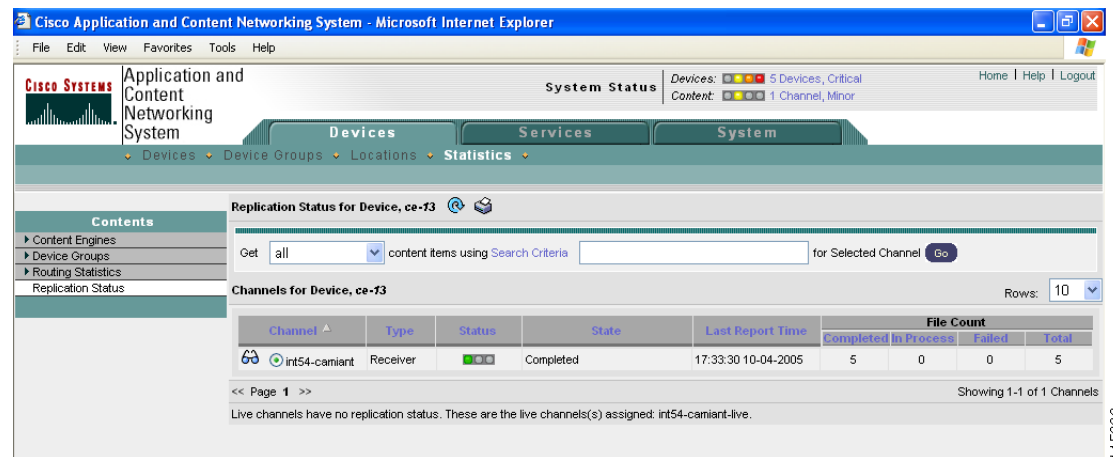 Cisco Application and Content Networking System - Microsoft Internet Explorer
File Edit View Favorites Tools Help
CISCO SYSTEMS
Application and
Content
Networking
System
System Status
Devices: 5 Devices, Critical
Content: 1 Channel, Minor
Home | Help | Logout
Devices Services System
Devices Device Groups Locations Statistics
Contents
Content Engines
Device Groups
Routing Statistics
Replication Status
Replication Status for Device, ce-13
Get all content items using Search Criteria for Selected Channel Go
Channels for Device, ce-13
Rows: 10
Channel Type Status State Last Report Time File Count
Completed In Process Failed Total
int54-camiant Receiver Completed 17:33:30 10-04-2005 5 0 0 5
<< Page 1 >>
Showing 1-1 of 1 Channels
Live channels have no replication status. These are the live channels(s) assigned: int54-camiant-live.